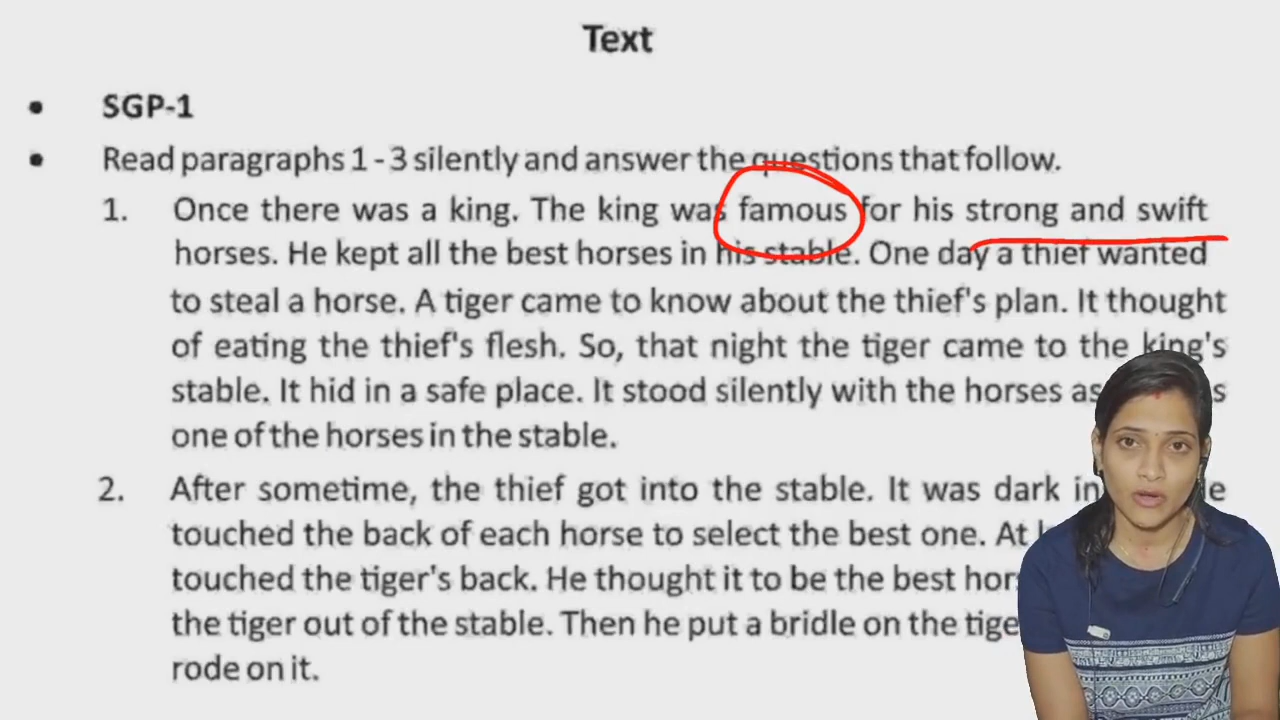 Text
• SGP-1
• Read paragraphs 1 - 3 silently and answer the questions that follow.
1. Once there was a king. The king was famous for his strong and swift
horses. He kept all the best horses in his stable. One day a thief wanted
to steal a horse. A tiger came to know about the thief's plan. It thought
of eating the thief's flesh. So, that night the tiger came to the king's
stable. It hid in a safe place. It stood silently with the horses as
one of the horses in the stable.
2. After sometime, the thief got into the stable. It was dark in
touched the back of each horse to select the best one. At
touched the tiger's back. He thought it to be the best
the tiger out of the stable. Then he put a bridle on the
rode on it.